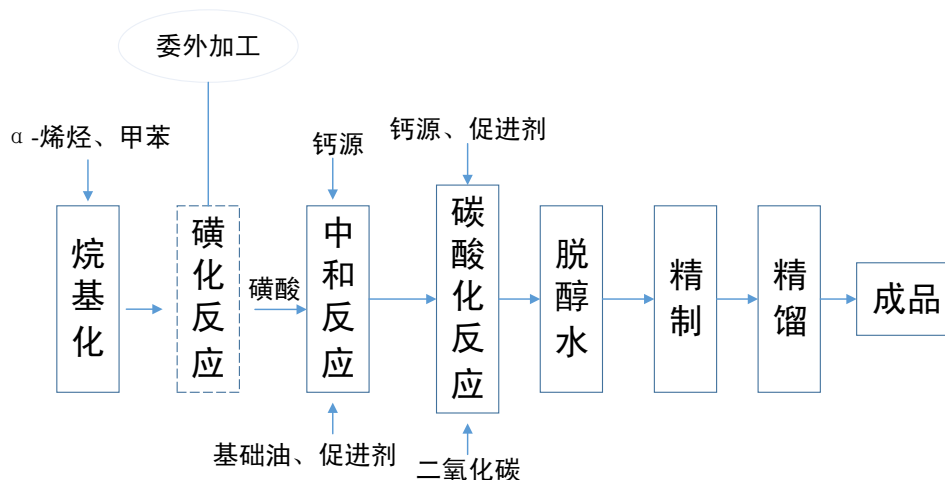 委外加工
α-烯烃、甲苯
钙源
钙源、促进剂
烷基化
磺化反应
磺酸
中和反应
碳酸化反应
脱醇水
精制
精馏
成品
基础油、促进剂
二氧化碳